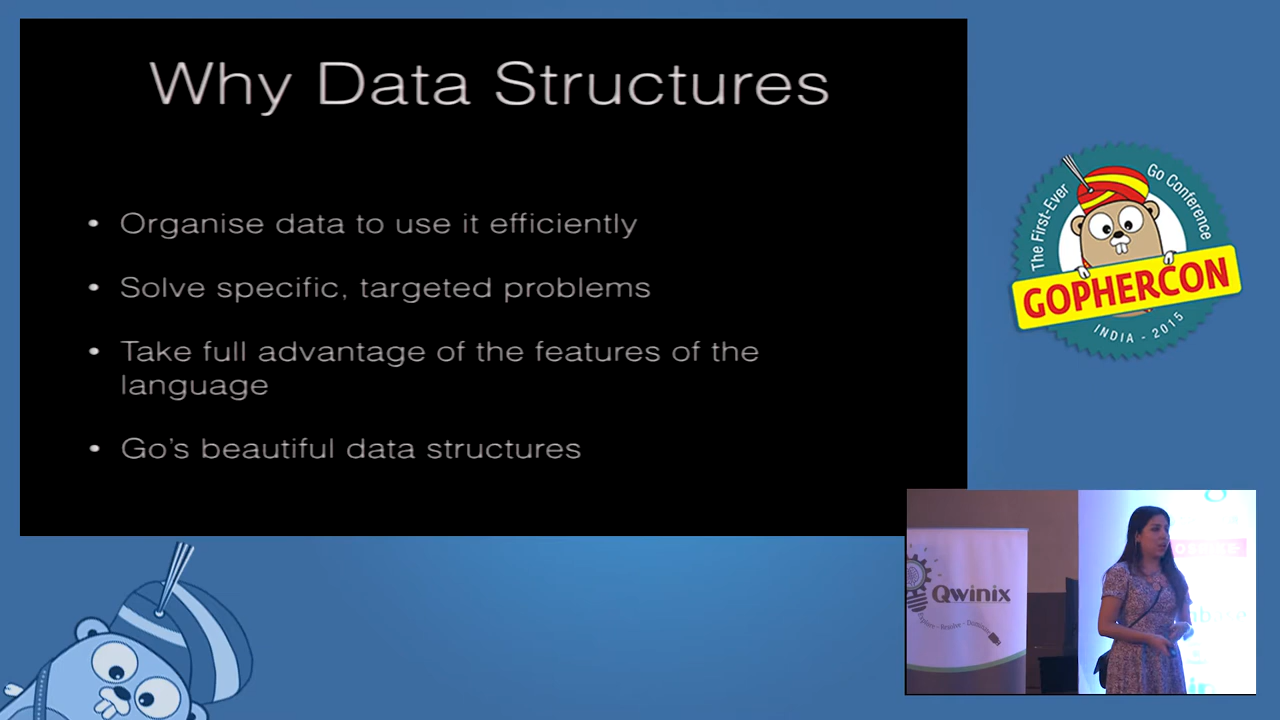 Why Data Structures
• Organise data to use it efficiently
• Solve specific, targeted problems
• Take full advantage of the features of the
language
• Go's beautiful data structures
The First-Ever
Go Conference
GOPHERCON
INDIA - 2015
Qwinix